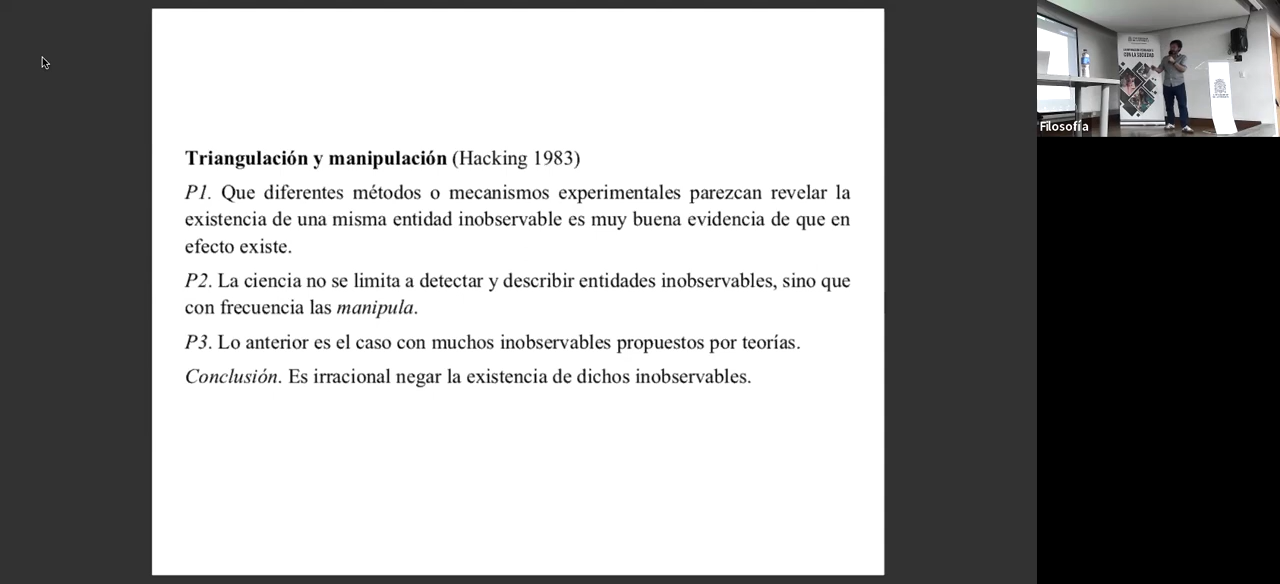 Triangulación y manipulación (Hacking 1983)
P1. Que diferentes métodos o mecanismos experimentales parezcan revelar la
existencia de una misma entidad inobservable es muy buena evidencia de que en
efecto existe.
P2. La ciencia no se limita a detectar y describir entidades inobservables, sino que
con frecuencia las manipula.
P3. Lo anterior es el caso con muchos inobservables propuestos por teorías.
Conclusión. Es irracional negar la existencia de dichos inobservables.
CON LA SOCIEDAD
Filosofía